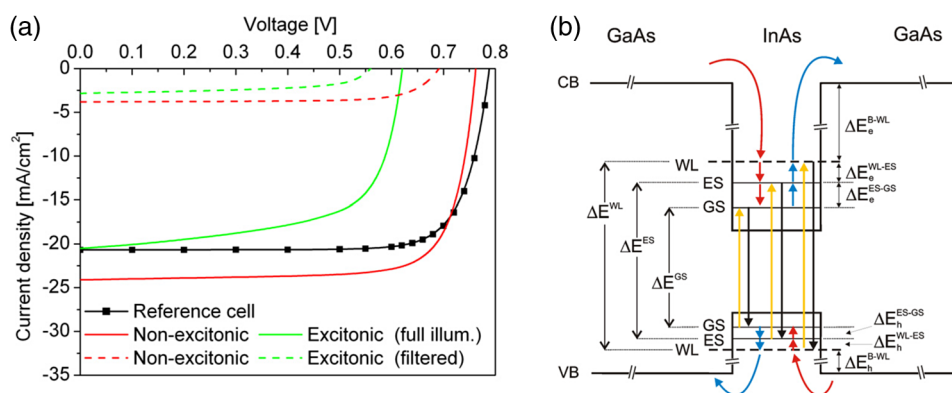 (a)
Voltage [V]
0.0 0.1 0.2 0.3 0.4 0.5 0.6 0.7 0.8
Current density [mA/cm²]
0
-5
-10
-15
-20
-25
-30
-35
Reference cell
Non-excitonic
Excitonic (full illum.)
Non-excitonic
Excitonic (filtered)
(b)
GaAs InAs GaAs
CB
WL
ES
GS
ΔE_e^B-WL
ΔE_e^WL-ES
ΔE_e^ES-GS
ΔE^WL
ΔE^ES
ΔE^GS
GS
ES
WL
VB
ΔE_h^ES-GS
ΔE_h^WL-ES
ΔE_h^B-WL